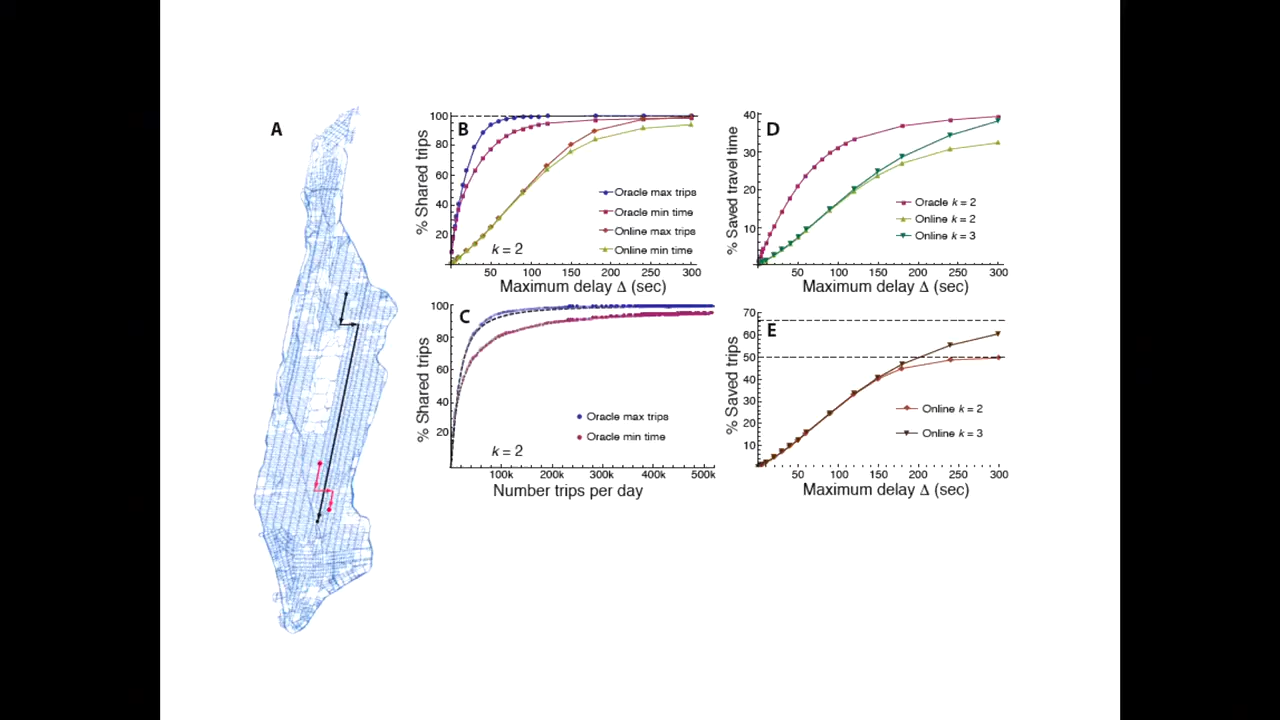 A
B
% Shared trips
100
80
60
40
20
Oracle max trips
Oracle min time
Online max trips
Online min time
k = 2
50 100 150 200 250 300
Maximum delay Δ (sec)
C
% Shared trips
100
80
60
40
20
Oracle max trips
Oracle min time
k = 2
100k 200k 300k 400k 500k
Number trips per day
D
% Saved travel time
40
30
20
10
Oracle k = 2
Online k = 2
Online k = 3
50 100 150 200 250 300
Maximum delay Δ (sec)
E
% Saved trips
70
60
50
40
30
20
10
Online k = 2
Online k = 3
50 100 150 200 250 300
Maximum delay Δ (sec)